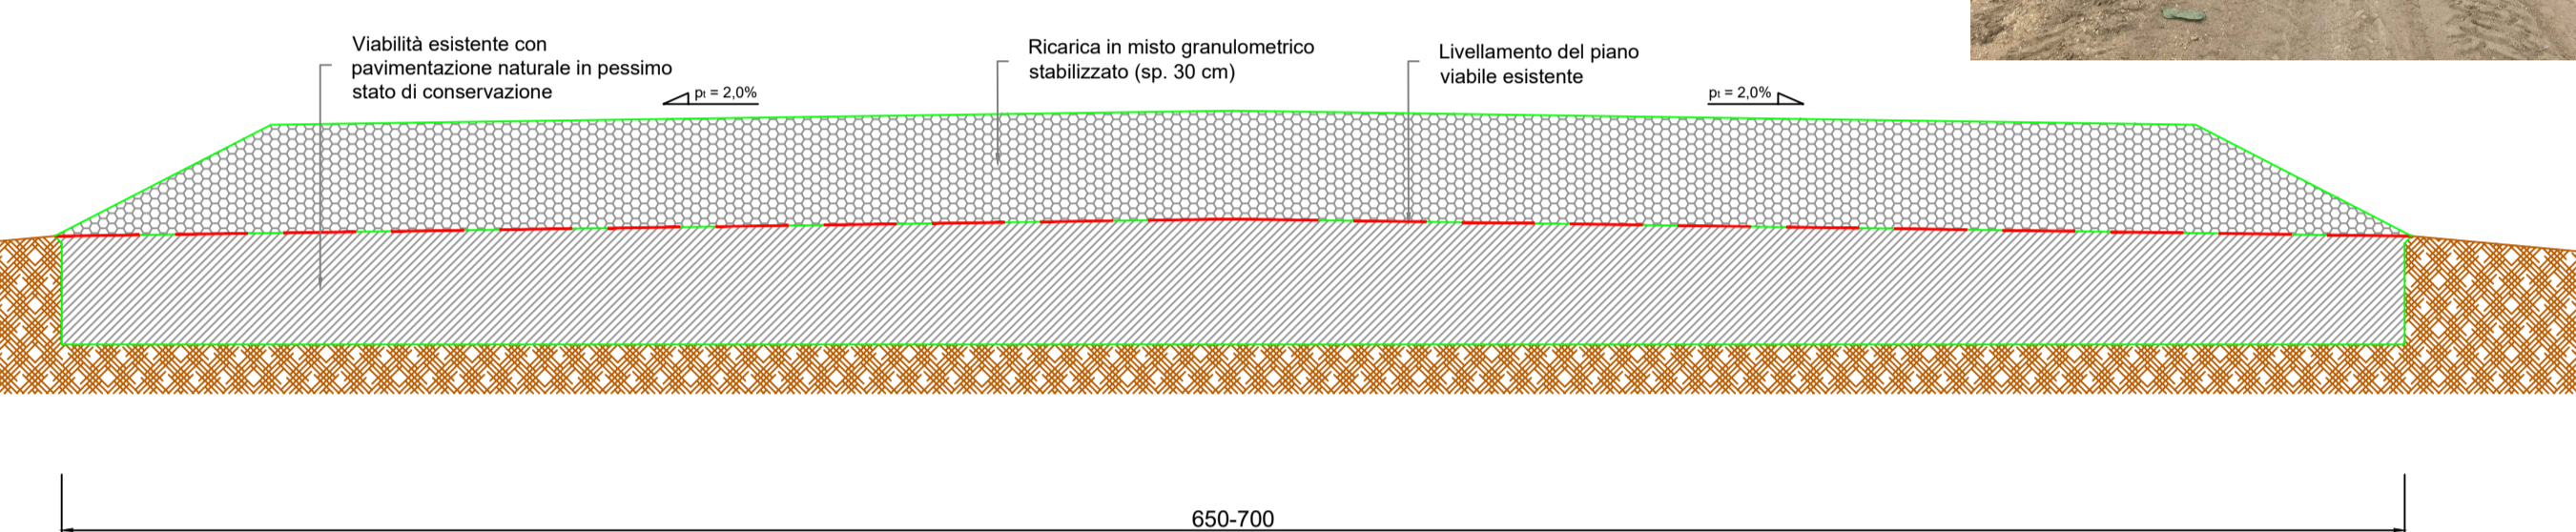 Viabilità esistente con
pavimentazione naturale in pessimo
stato di conservazione
pt = 2,0%
Ricarica in misto granulometrico
stabilizzato (sp. 30 cm)
Livellamento del piano
viabile esistente
pt = 2,0%
650-700